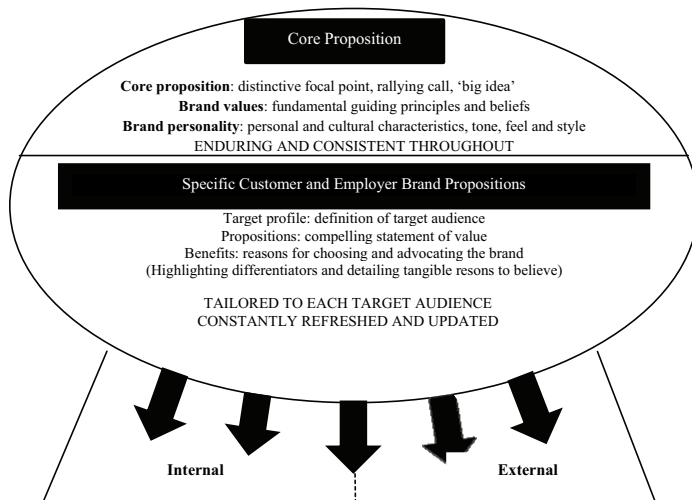 Core Proposition
Core proposition: distinctive focal point, rallying call, ‘big idea’
Brand values: fundamental guiding principles and beliefs
Brand personality: personal and cultural characteristics, tone, feel and style
ENDURING AND CONSISTENT THROUGHOUT
Specific Customer and Employer Brand Propositions
Target profile: definition of target audience
Propositions: compelling statement of value
Benefits: reasons for choosing and advocating the brand
(Highlighting differentiators and detailing tangible resons to believe)
TAILORED TO EACH TARGET AUDIENCE
CONSTANTLY REFRESHED AND UPDATED
Internal External